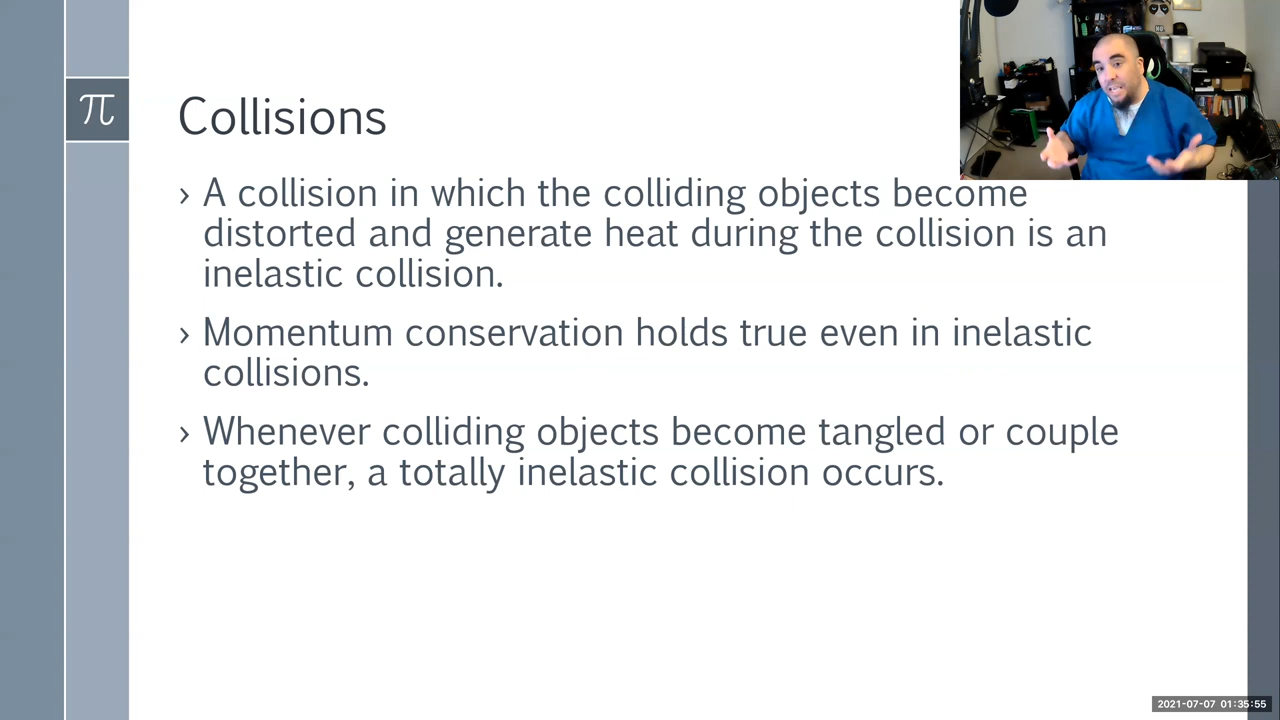 π
Collisions
› A collision in which the colliding objects become
distorted and generate heat during the collision is an
inelastic collision.
› Momentum conservation holds true even in inelastic
collisions.
› Whenever colliding objects become tangled or couple
together, a totally inelastic collision occurs.
2021-07-07 01:35:55